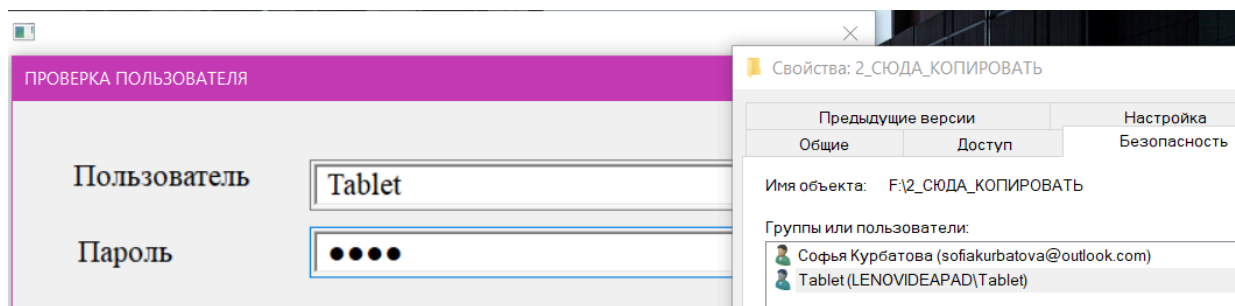 ПРОВЕРКА ПОЛЬЗОВАТЕЛЯ
Пользователь
Tablet
Пароль
●●●●
Свойства: 2_СЮДА_КОПИРОВАТЬ
Предыдущие версии
Настройка
Общие
Доступ
Безопасность
Имя объекта: F:\2_СЮДА_КОПИРОВАТЬ
Группы или пользователи:
Софья Курбатова (sofiakurbatova@outlook.com)
Tablet (LENOVIDEAPAD\Tablet)